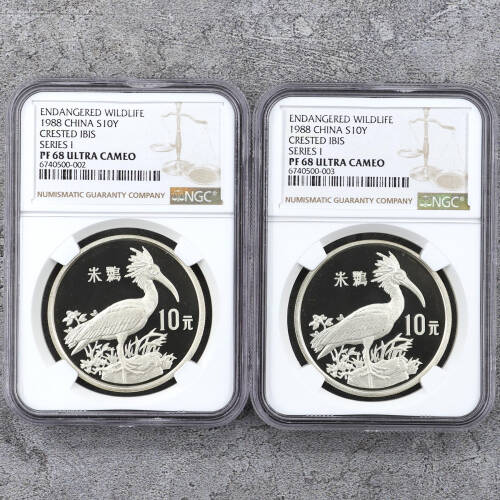 ENDANGERED WILDLIFE
1988 CHINA S10Y
CRESTED IBIS
SERIES I
PF 68 ULTRA CAMEO
6740500-002
NUMISMATIC GUARANTY COMPANY
NGC®
朱鹮
10元
ENDANGERED WILDLIFE
1988 CHINA S10Y
CRESTED IBIS
SERIES I
PF 68 ULTRA CAMEO
6740500-003
NUMISMATIC GUARANTY COMPANY
NGC®
朱鹮
10元